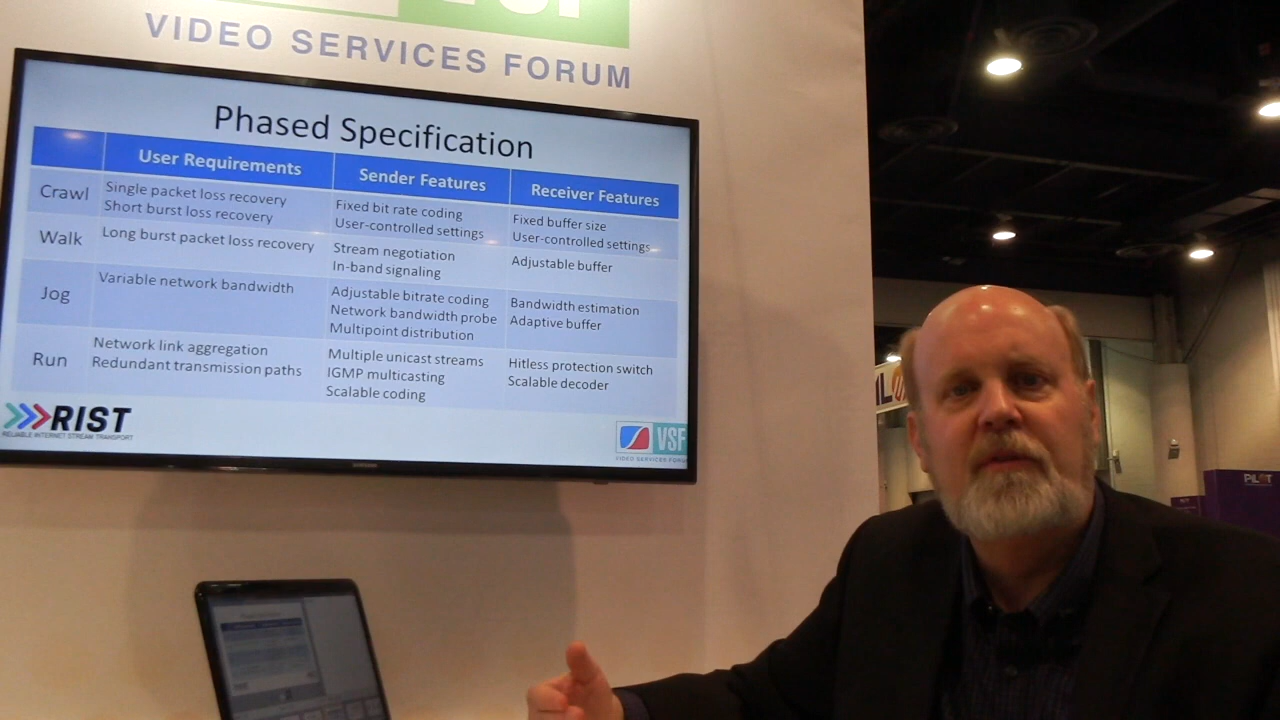 VSF
VIDEO SERVICES FORUM
Phased Specification
User Requirements Sender Features Receiver Features
Crawl
Single packet loss recovery
Short burst loss recovery
Fixed bit rate coding
User-controlled settings
Fixed buffer size
User-controlled settings
Walk
Long burst packet loss recovery
Stream negotiation
In-band signaling
Adjustable buffer
Jog
Variable network bandwidth
Adjustable bitrate coding
Network bandwidth probe
Multipoint distribution
Bandwidth estimation
Adaptive buffer
Run
Network link aggregation
Redundant transmission paths
Multiple unicast streams
IGMP multicasting
Scalable coding
Hitless protection switch
Scalable decoder
RIST
RELIABLE INTERNET STREAM TRANSPORT
VSF
VIDEO SERVICES FORUM
SAMSUNG
PILOT